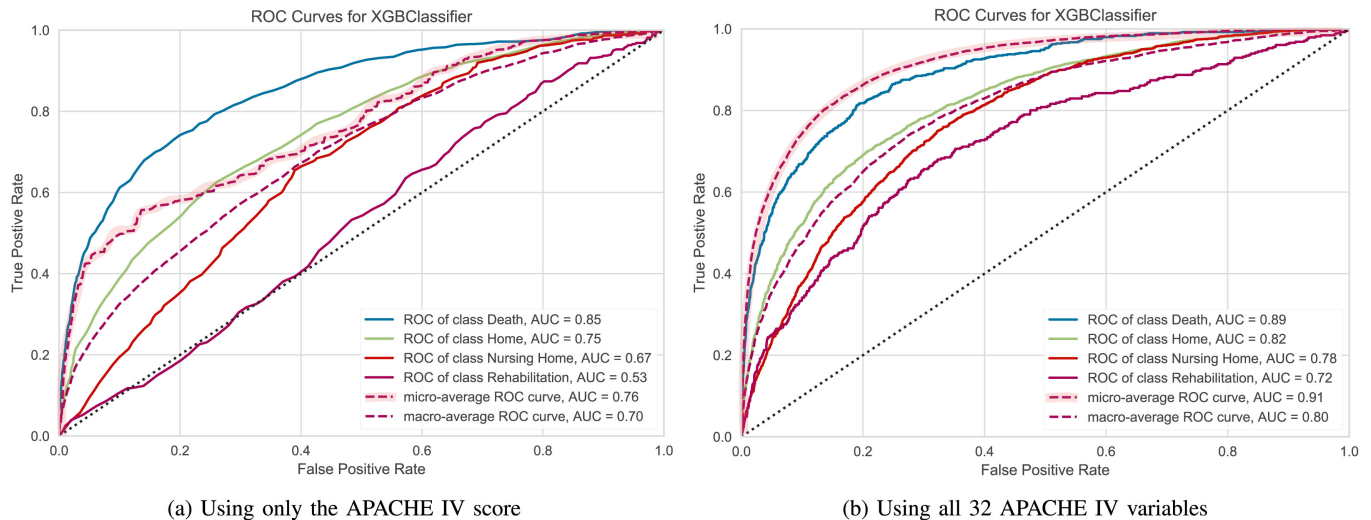 ROC Curves for XGBClassifier
1.0
0.8
0.6
0.4
0.2
0.0
True Postive Rate
ROC of class Death, AUC = 0.85
ROC of class Home, AUC = 0.75
ROC of class Nursing Home, AUC = 0.67
ROC of class Rehabilitation, AUC = 0.53
micro-average ROC curve, AUC = 0.76
macro-average ROC curve, AUC = 0.70
0.0 0.2 0.4 0.6 0.8 1.0
False Positive Rate
(a) Using only the APACHE IV score
ROC Curves for XGBClassifier
1.0
0.8
0.6
0.4
0.2
0.0
True Postive Rate
ROC of class Death, AUC = 0.89
ROC of class Home, AUC = 0.82
ROC of class Nursing Home, AUC = 0.78
ROC of class Rehabilitation, AUC = 0.72
micro-average ROC curve, AUC = 0.91
macro-average ROC curve, AUC = 0.80
0.0 0.2 0.4 0.6 0.8 1.0
False Positive Rate
(b) Using all 32 APACHE IV variables